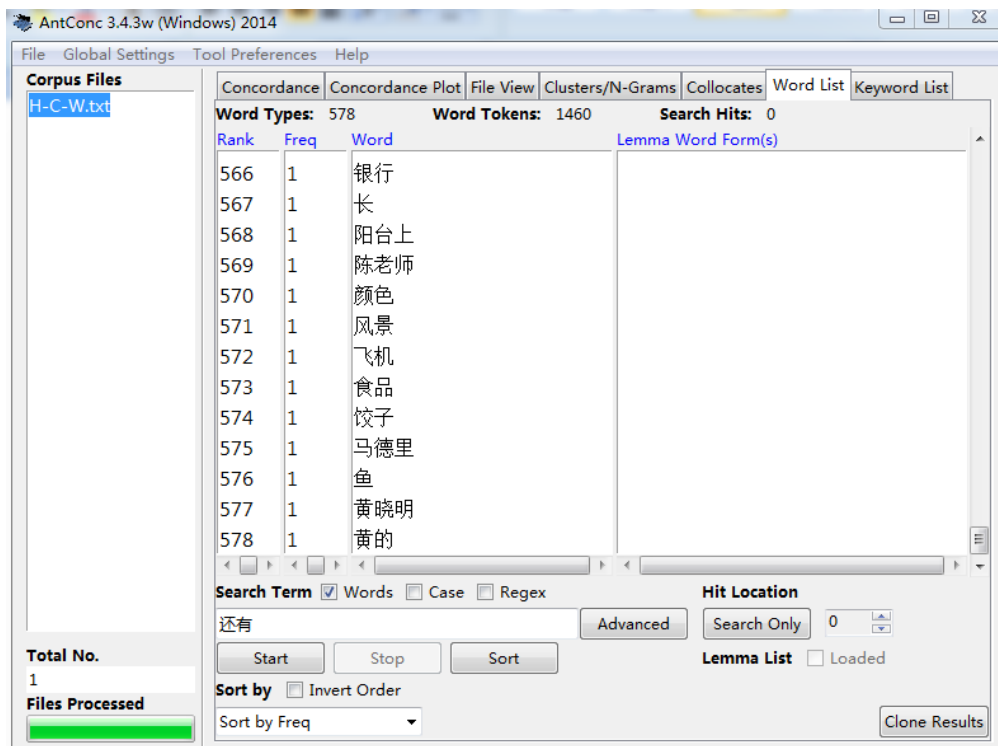 AntConc 3.4.3w (Windows) 2014
File Global Settings Tool Preferences Help
Corpus Files
H-C-W.txt
Concordance Concordance Plot File View Clusters/N-Grams Collocates Word List Keyword List
Word Types: 578 Word Tokens: 1460 Search Hits: 0
Rank Freq Word Lemma Word Form(s)
566 1 银行
567 1 长
568 1 阳台上
569 1 陈老师
570 1 颜色
571 1 风景
572 1 飞机
573 1 食品
574 1 饺子
575 1 马德里
576 1 鱼
577 1 黄晓明
578 1 黄的
Search Term Words Case Regex Hit Location
还有 Advanced Search Only 0
Total No.
1
Start Stop Sort Lemma List Loaded
Files Processed
Sort by Invert Order
Sort by Freq Clone Results